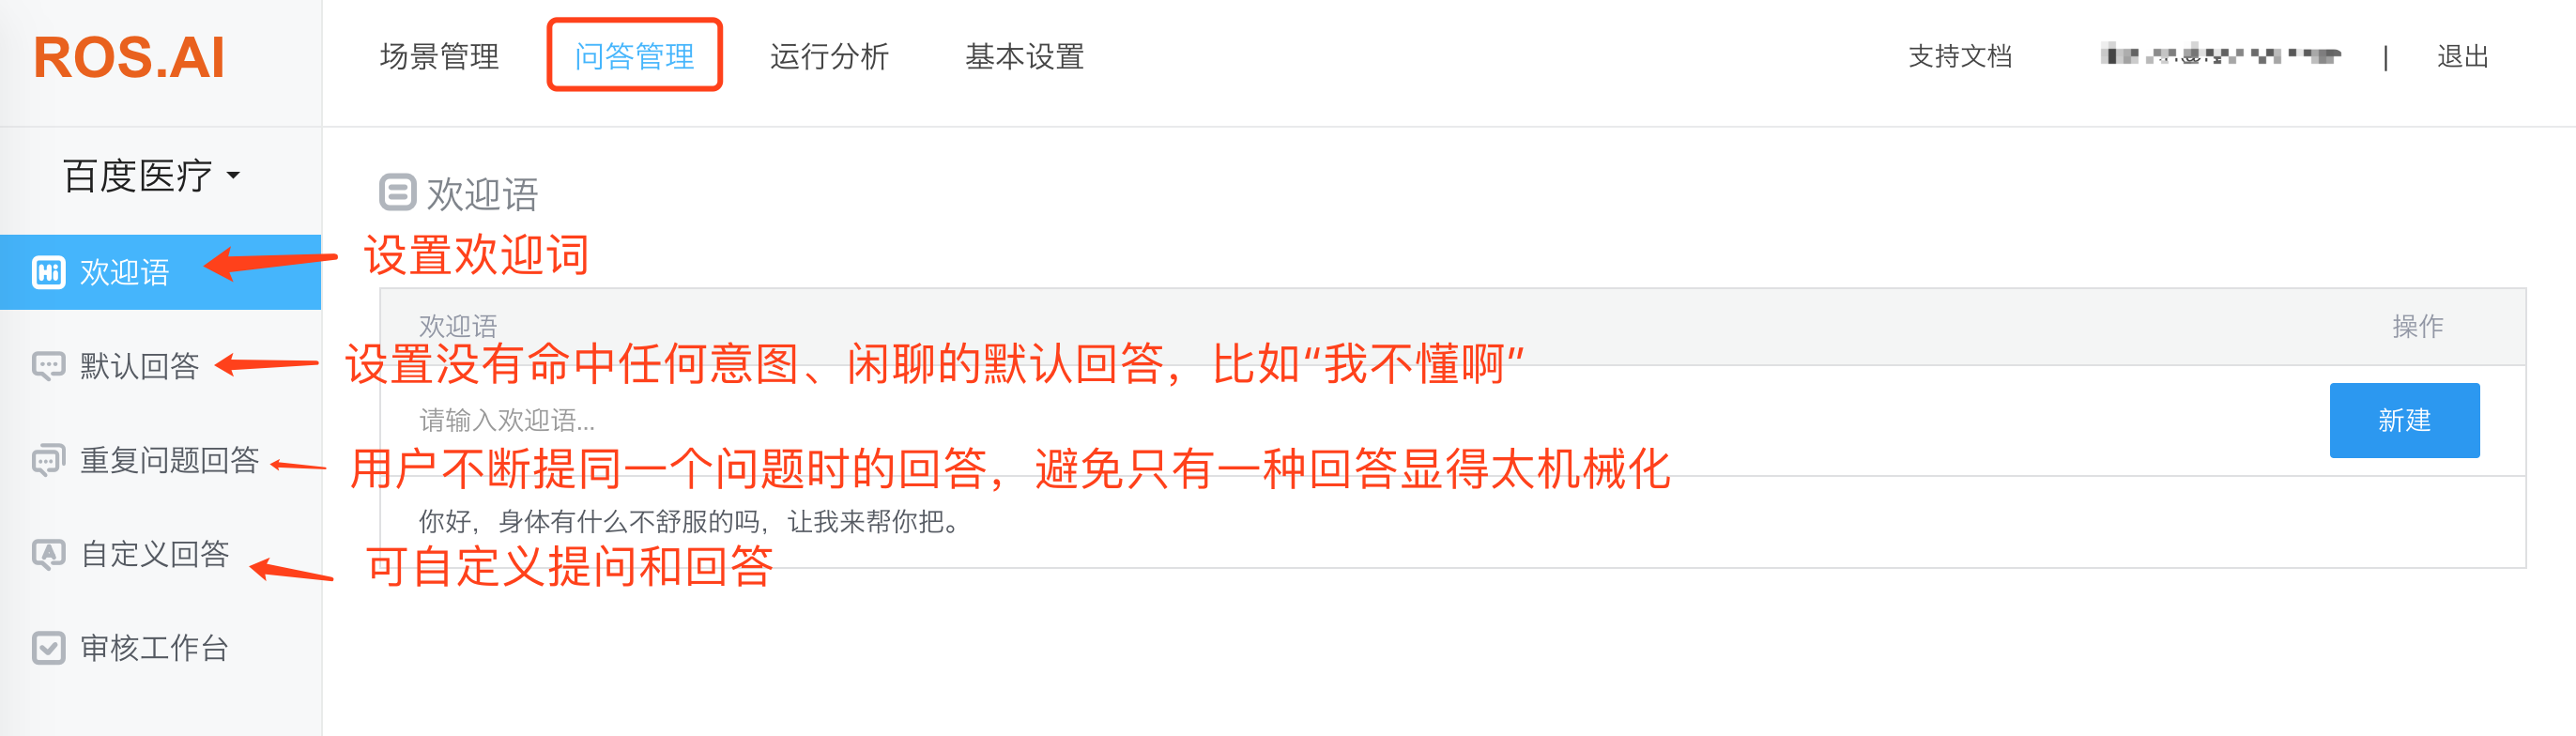 ROS.AI
场景管理 问答管理 运行分析 基本设置 支持文档 | 退出
百度医疗
欢迎语
欢迎语
设置欢迎词
欢迎语 操作
默认回答
设置没有命中任何意图、闲聊的默认回答，比如“我不懂啊”
请输入欢迎语... 新建
重复问题回答
用户不断提同一个问题时的回答，避免只有一种回答显得太机械化
你好，身体有什么不舒服的吗，让我来帮你把。
自定义回答
可自定义提问和回答
审核工作台